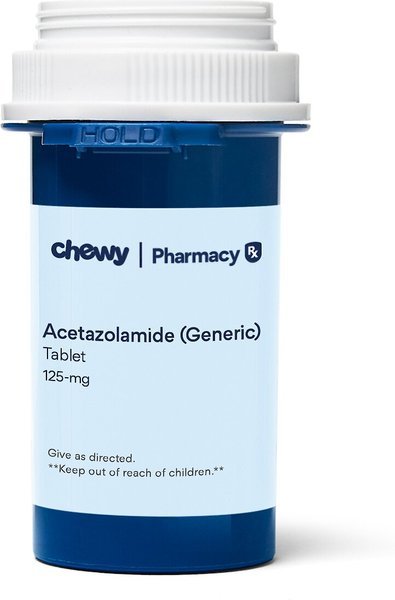 HOLD
chewy | Pharmacy Rx
Acetazolamide (Generic)
Tablet
125-mg
Give as directed.
**Keep out of reach of children.**